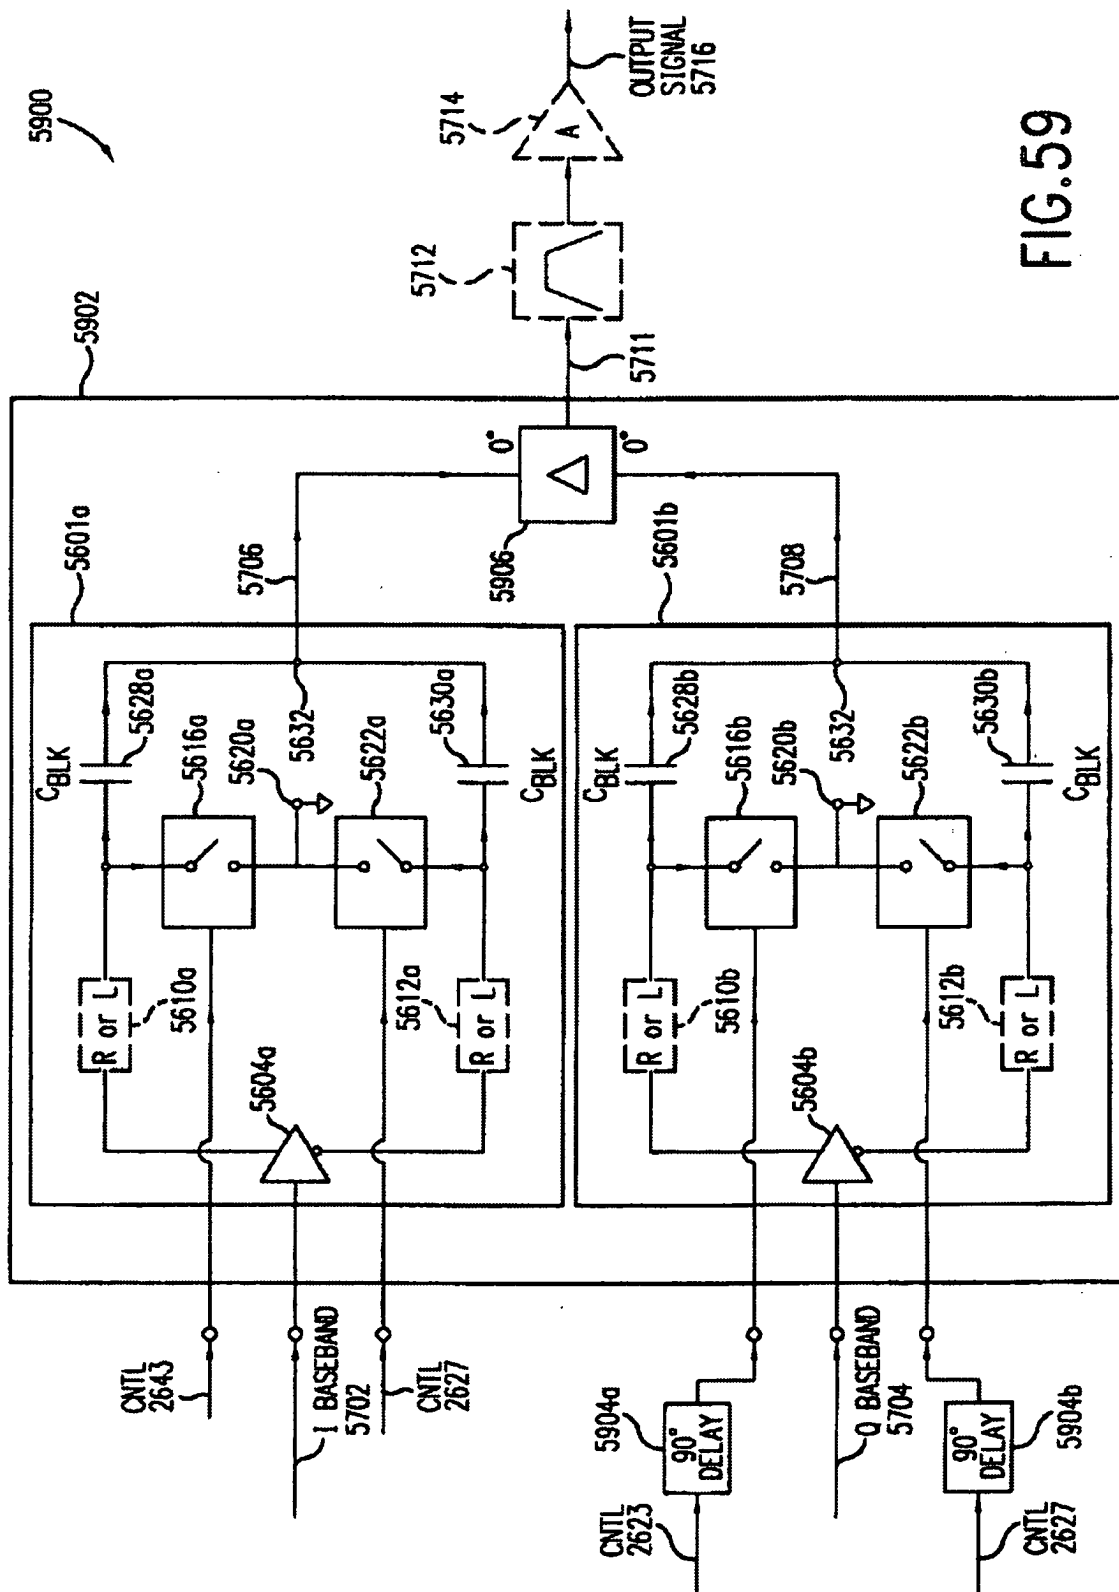 5900
5902
5601a
5706
C_BLK
5628a
5616a
5620a
5632
5622a
5630a
C_BLK
R or L
5610a
5604a
5612a
R or L
CNTL
2643
I BASEBAND
5702
CNTL
2627
0°
5906
0°
5711
5712
5714
A
OUTPUT
SIGNAL
5716
5601b
5708
C_BLK
5628b
5616b
5620b
5632
5622b
5630b
C_BLK
R or L
5610b
5604b
5612b
R or L
5904a
90°
DELAY
CNTL
2623
Q BASEBAND
5704
90°
DELAY
5904b
CNTL
2627
FIG.59